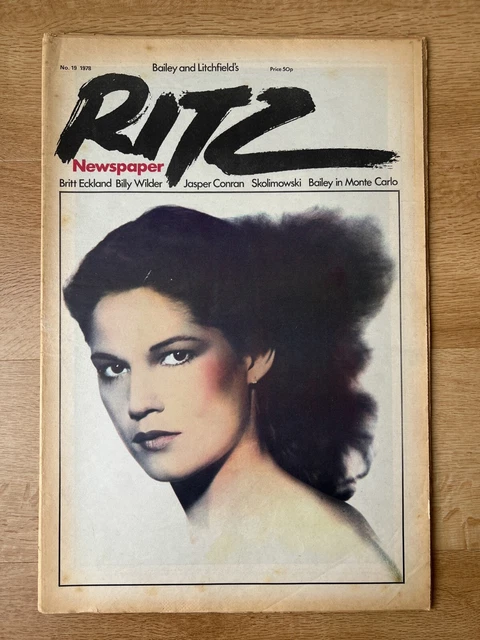 No. 19 1978 Bailey and Litchfield's Price 50p
RITZ
Newspaper
Britt Eckland Billy Wilder Jasper Conran Skolimowski Bailey in Monte Carlo